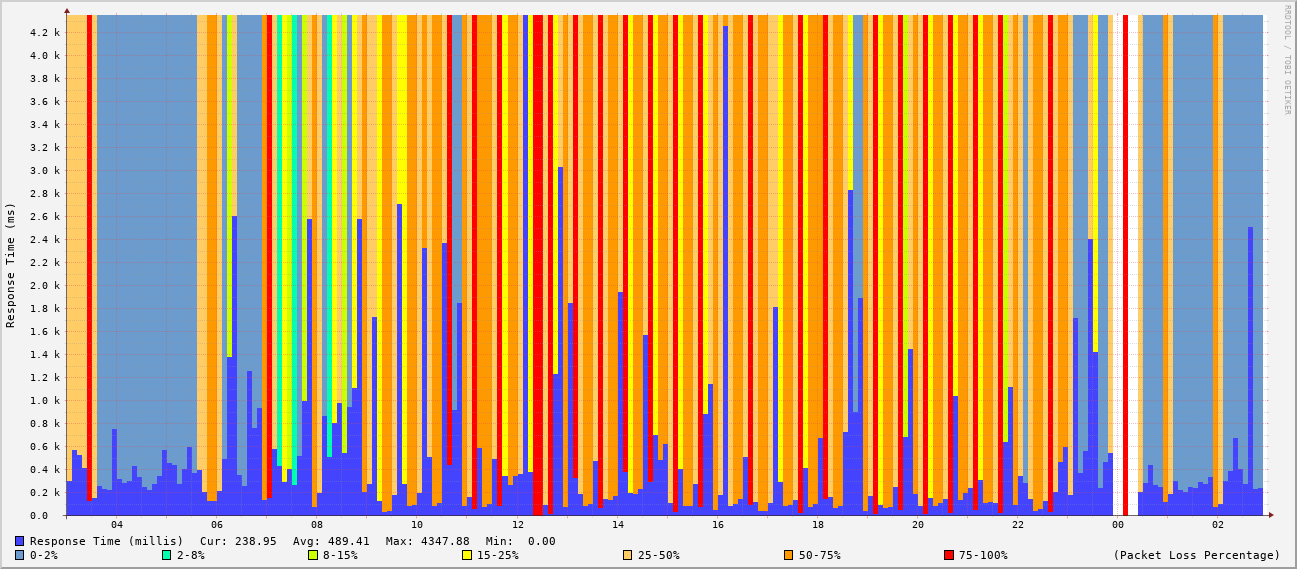 RRDTOOL / TOBI OETIKER
Response Time (ms)
4.2 k
4.0 k
3.8 k
3.6 k
3.4 k
3.2 k
3.0 k
2.8 k
2.6 k
2.4 k
2.2 k
2.0 k
1.8 k
1.6 k
1.4 k
1.2 k
1.0 k
0.8 k
0.6 k
0.4 k
0.2 k
0.0
04 06 08 10 12 14 16 18 20 22 00 02
Response Time (millis) Cur: 238.95 Avg: 489.41 Max: 4347.88 Min: 0.00
0-2% 2-8% 8-15% 15-25% 25-50% 50-75% 75-100% (Packet Loss Percentage)